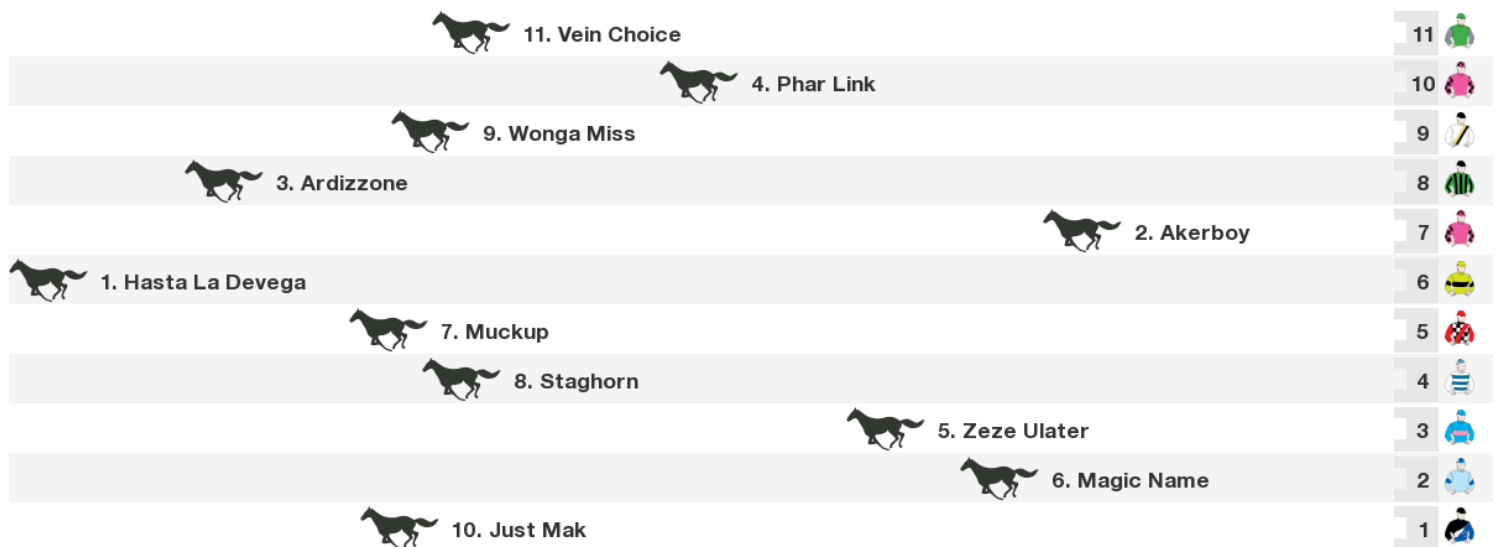 11. Vein Choice 11
4. Phar Link 10
9. Wonga Miss 9
3. Ardizzone 8
2. Akerboy 7
1. Hasta La Devega 6
7. Muckup 5
8. Staghorn 4
5. Zeze Ulater 3
6. Magic Name 2
10. Just Mak 1